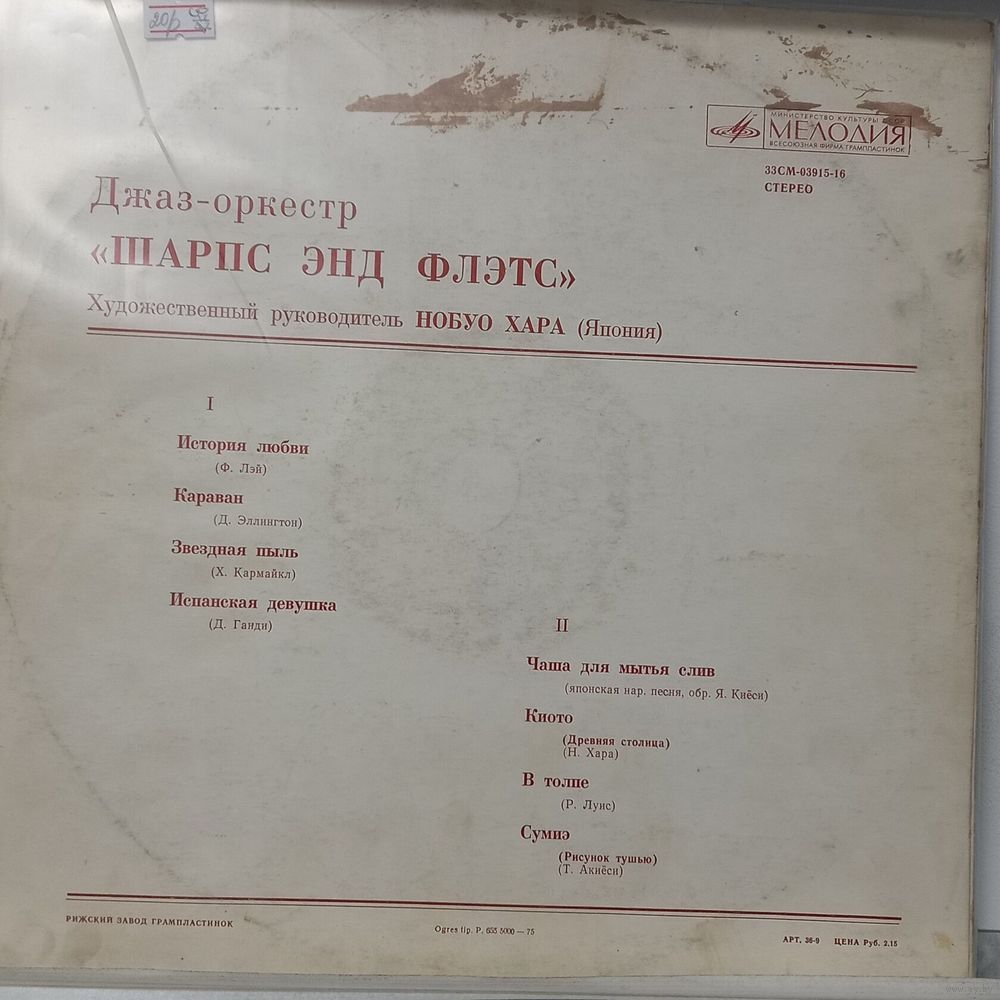 МИНИСТЕРСТВО КУЛЬТУРЫ СССР
МЕЛОДИЯ
ВСЕСОЮЗНАЯ ФИРМА ГРАМПЛАСТИНОК
33СМ-03915-16
СТЕРЕО
Джаз-оркестр
«ШАРПС ЭНД ФЛЭТС»
Художественный руководитель НОБУО ХАРА (Япония)
I
История любви
(Ф. Лэй)
Караван
(Д. Эллингтон)
Звездная пыль
(Х. Кармайкл)
Испанская девушка
(Д. Ганди)
II
Чаша для мытья слив
(японская нар. песня, обр. Я. Киёси)
Киото
(Древняя столица)
(Н. Хара)
В толпе
(Р. Луис)
Сумиэ
(Рисунок тушью)
(Т. Акиёси)
РИЖСКИЙ ЗАВОД ГРАМПЛАСТИНОК
Ogres tip. P. 655 5000 — 75
АРТ. 36-9 ЦЕНА Руб. 2.15